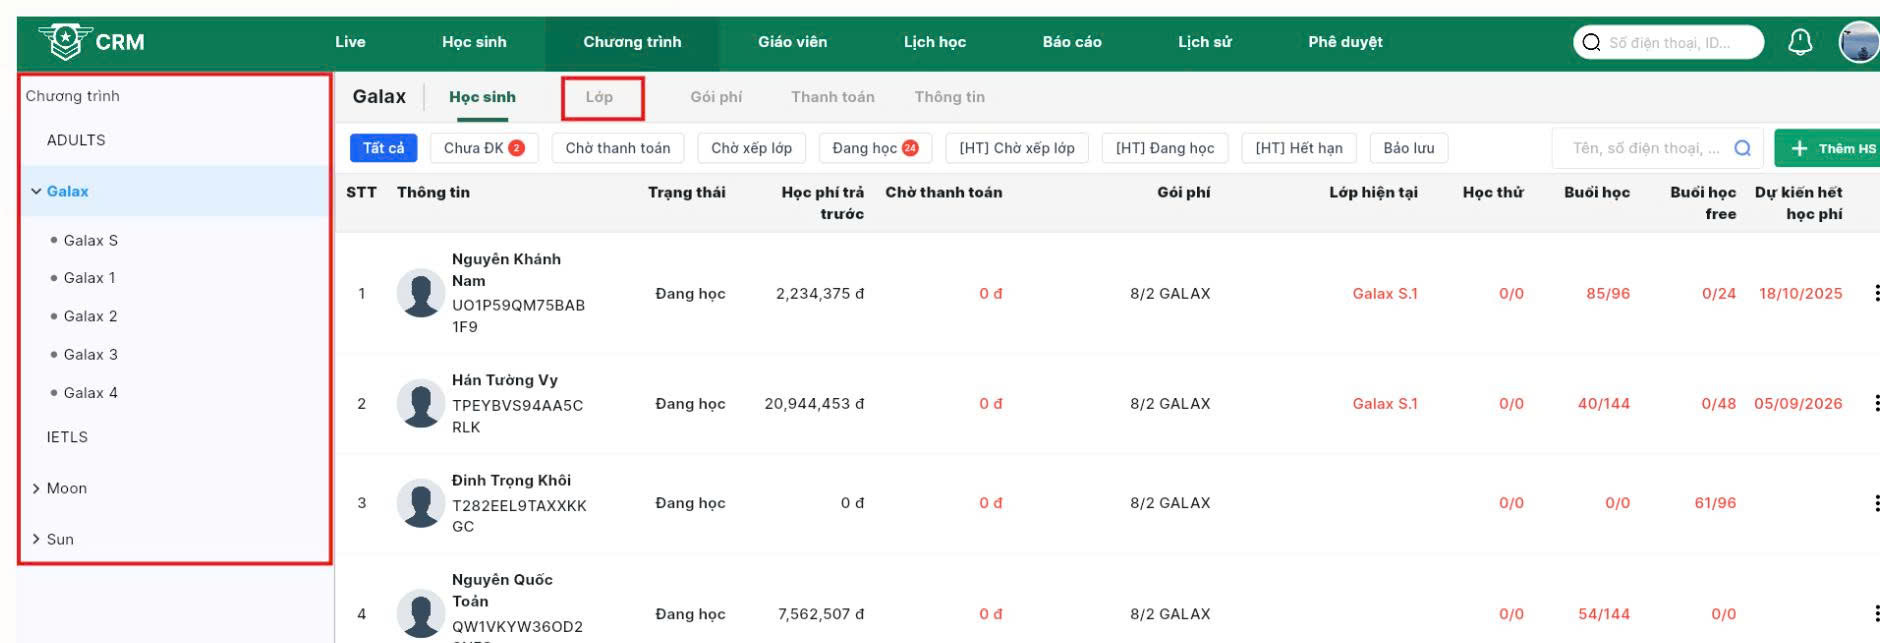 CRM
Live
Học sinh
Chương trình
Giáo viên
Lịch học
Báo cáo
Lịch sử
Phê duyệt
Số điện thoại, ID...
Chương trình
ADULTS
Galax
Galax S
Galax 1
Galax 2
Galax 3
Galax 4
IETLS
Moon
Sun
Galax
Học sinh
Lớp
Gói phí
Thanh toán
Thông tin
Tất cả
Chưa ĐK 2
Chờ thanh toán
Chờ xếp lớp
Đang học 24
[HT] Chờ xếp lớp
[HT] Đang học
[HT] Hết hạn
Bảo lưu
Tên, số điện thoại, ...
+ Thêm HS
STT
Thông tin
Trạng thái
Học phí trả
trước
Chờ thanh toán
Gói phí
Lớp hiện tại
Học thử
Buổi học
Buổi học
free
Dự kiến hết
học phí
1
Nguyễn Khánh
Nam
UO1P59QM75BAB
1F9
Đang học
2,234,375 đ
0 đ
8/2 GALAX
Galax S.1
0/0
85/96
0/24
18/10/2025
2
Hán Tường Vy
TPEYBVS94AA5C
RLK
Đang học
20,944,453 đ
0 đ
8/2 GALAX
Galax S.1
0/0
40/144
0/48
05/09/2026
3
Đinh Trọng Khôi
T282EEL9TAXXKK
GC
Đang học
0 đ
0 đ
8/2 GALAX
0/0
0/0
61/96
4
Nguyễn Quốc
Toản
QW1VKYW36OD2
Đang học
7,562,507 đ
0 đ
8/2 GALAX
0/0
54/144
0/0